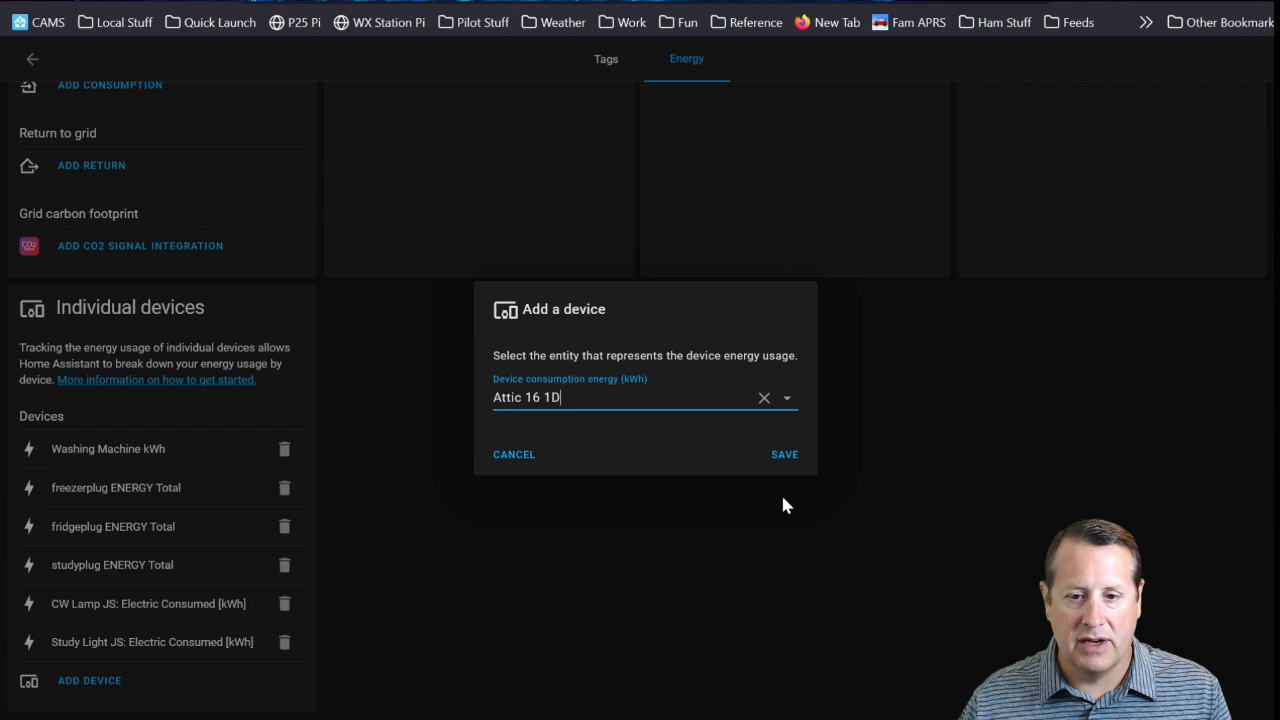 CAMS Local Stuff Quick Launch P25 Pi WX Station Pi Pilot Stuff Weather Work Fun Reference New Tab Fam APRS Ham Stuff Feeds Other Bookmark
Tags Energy
ADD CONSUMPTION
Return to grid
ADD RETURN
Grid carbon footprint
CO2
signal
ADD CO2 SIGNAL INTEGRATION
Individual devices
Tracking the energy usage of individual devices allows
Home Assistant to break down your energy usage by
device. More information on how to get started.
Devices
Washing Machine kWh
freezerplug ENERGY Total
fridgeplug ENERGY Total
studyplug ENERGY Total
CW Lamp JS: Electric Consumed [kWh]
Study Light JS: Electric Consumed [kWh]
ADD DEVICE
Add a device
Select the entity that represents the device energy usage.
Device consumption energy (kWh)
Attic 16 1D
CANCEL SAVE